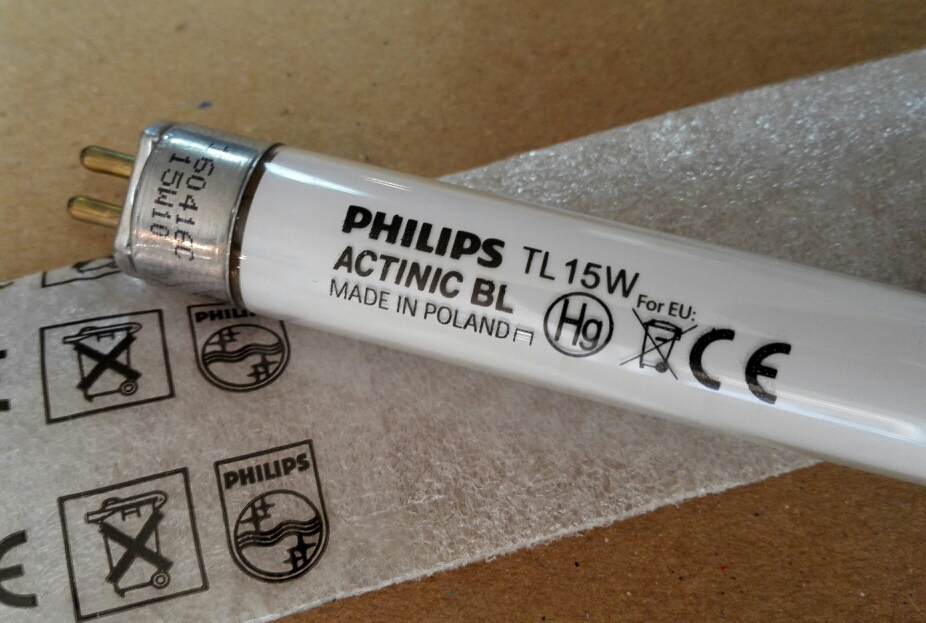 PHILIPS TL 15W
ACTINIC BL
MADE IN POLAND
Hg
For EU:
CE
15W10
PHILIPS
PHILIPS